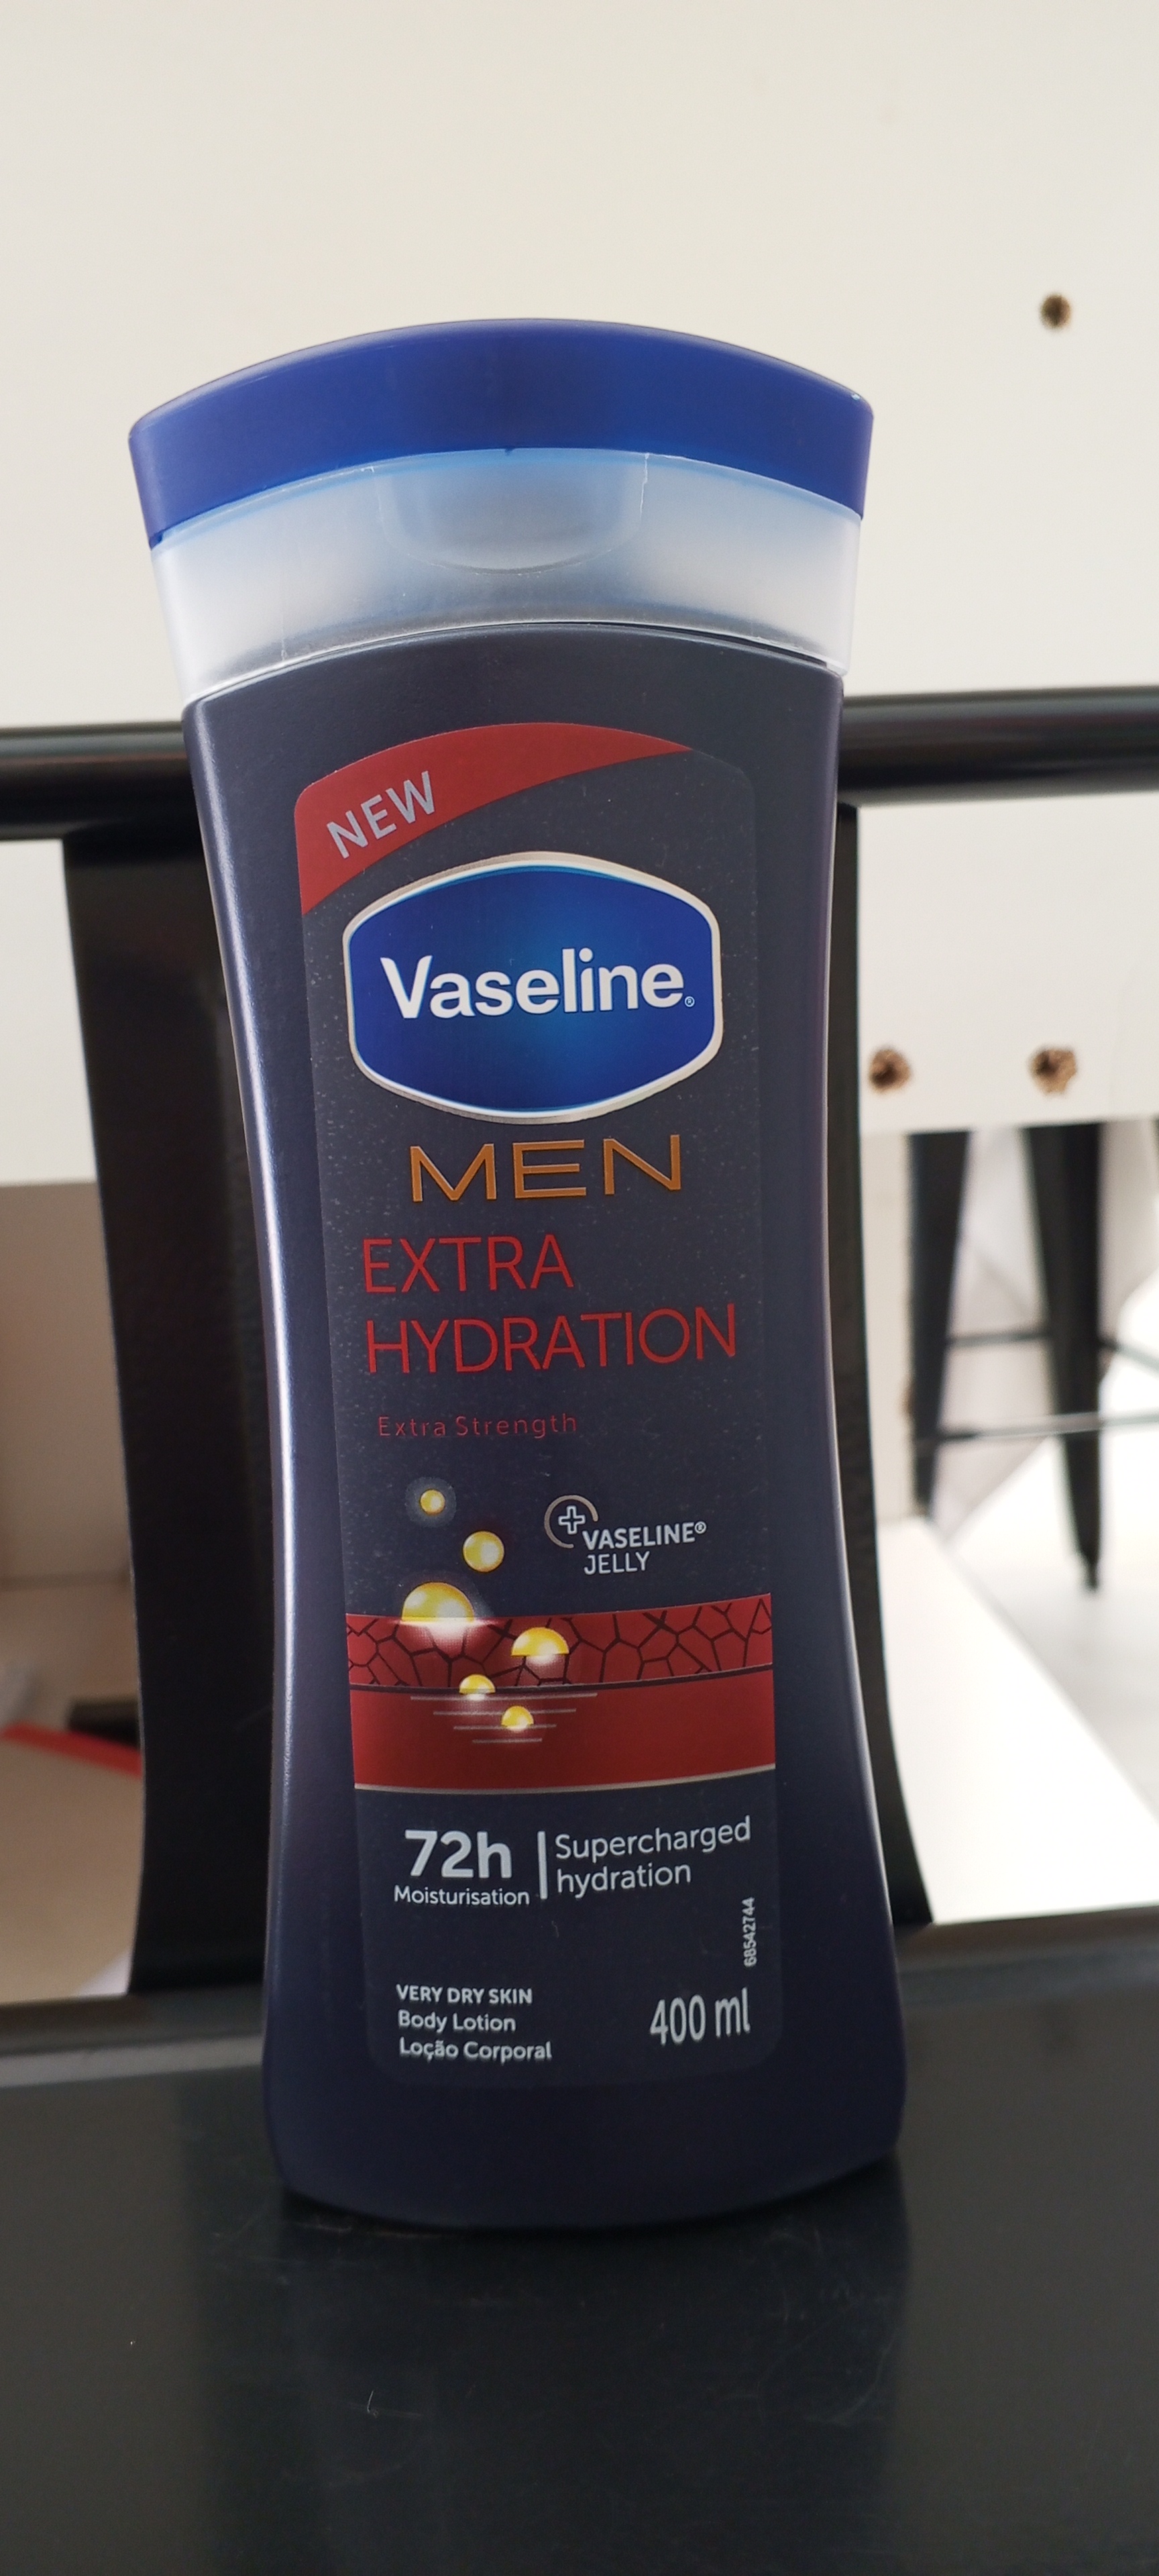 NEW
Vaseline®
MEN
EXTRA
HYDRATION
Extra Strength
VASELINE®
JELLY
72h
Moisturisation
Supercharged
hydration
68542744
VERY DRY SKIN
Body Lotion
Loção Corporal
400 ml